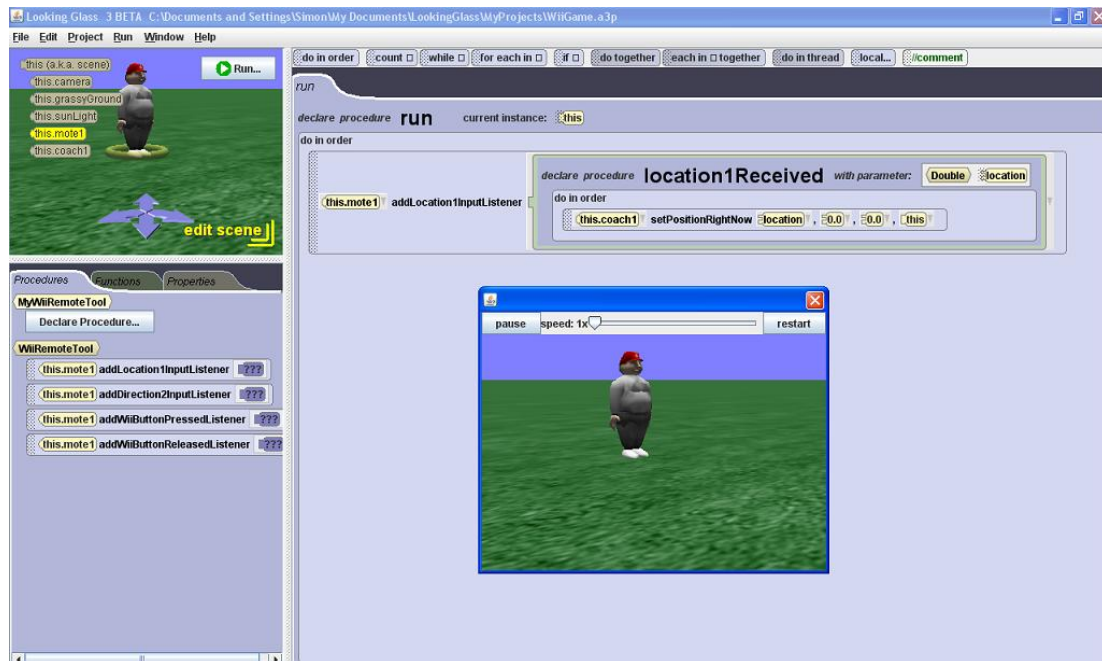 Looking Glass 3 BETA C:\Documents and Settings\Simon\My Documents\LookingGlass\MyProjects\WiiGame.a3p
File Edit Project Run Window Help
this (a.k.a. scene)
this.camera
this.grassyGround
this.sunLight
this.mote1
this.coach1
Run...
edit scene
do in order count while for each in if do together each in together do in thread local... //comment
run
declare procedure run current instance: this
do in order
this.mote1 addLocation1InputListener
declare procedure location1Received with parameter: Double location
do in order
this.coach1 setPositionRightNow location , 0.0 , 0.0 , this
Procedures Functions Properties
MyWiiRemoteTool
Declare Procedure...
WiiRemoteTool
this.mote1 addLocation1InputListener ???
this.mote1 addDirection2InputListener ???
this.mote1 addWiiButtonPressedListener ???
this.mote1 addWiiButtonReleasedListener ???
pause speed: 1x restart